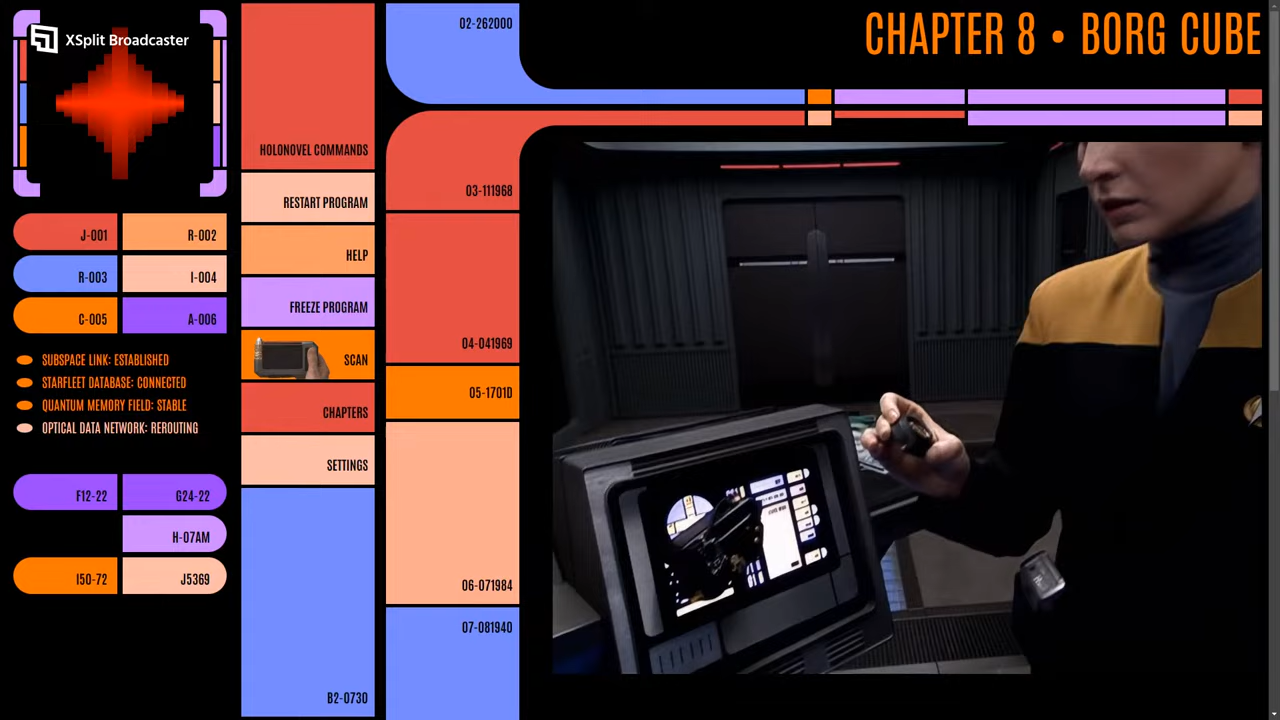 XSplit Broadcaster
J-001
R-002
R-003
I-004
C-005
A-006
SUBSPACE LINK: ESTABLISHED
STARFLEET DATABASE: CONNECTED
QUANTUM MEMORY FIELD: STABLE
OPTICAL DATA NETWORK: REROUTING
F12-22
G24-22
H-07AM
I50-72
J5369
HOLONOVEL COMMANDS
RESTART PROGRAM
HELP
FREEZE PROGRAM
SCAN
CHAPTERS
SETTINGS
B2-0730
02-262000
03-111968
04-041969
05-1701D
06-071984
07-081940
CHAPTER 8 • BORG CUBE